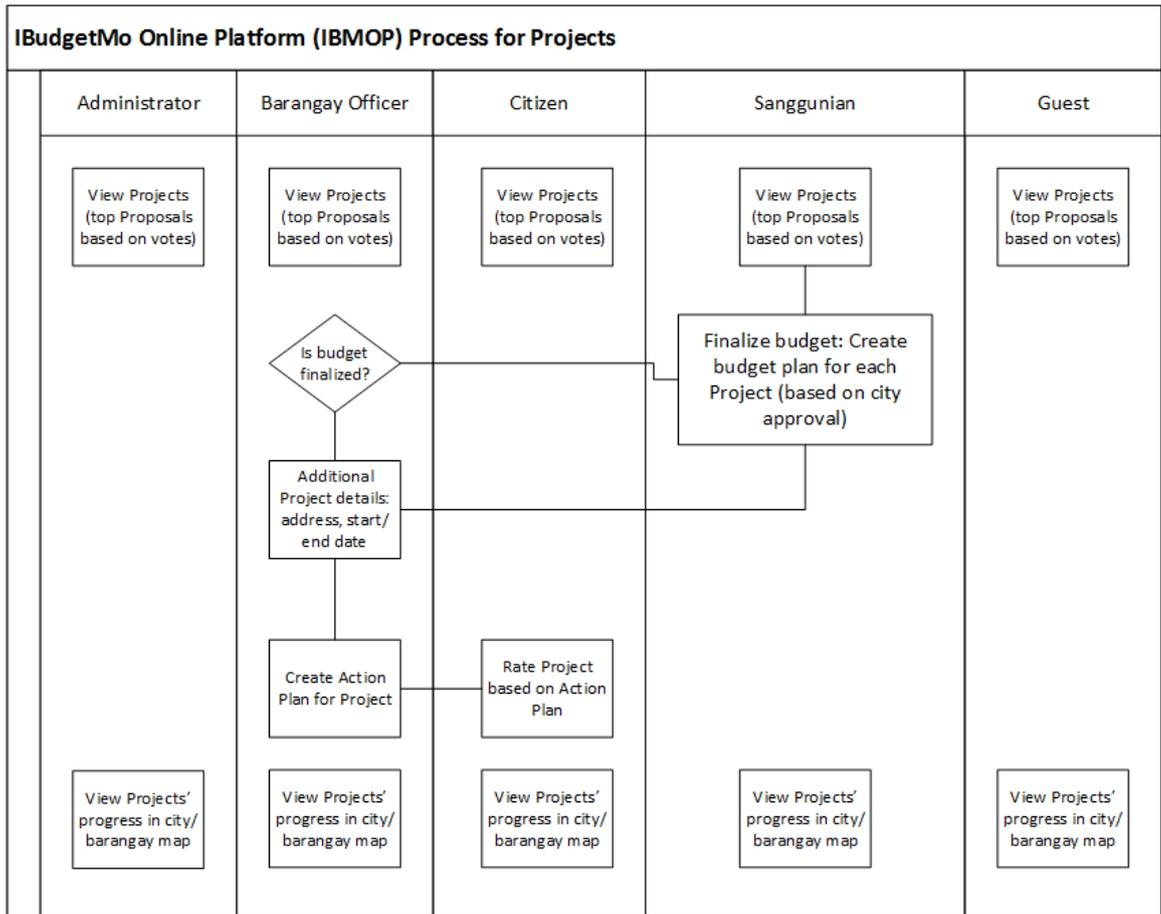 IBudgetMo Online Platform (IBMOP) Process for Projects
Administrator
Barangay Officer
Citizen
Sanggunian
Guest
View Projects
(top Proposals
based on votes)
View Projects
(top Proposals
based on votes)
View Projects
(top Proposals
based on votes)
View Projects
(top Proposals
based on votes)
View Projects
(top Proposals
based on votes)
Is budget
finalized?
Finalize budget: Create
budget plan for each
Project (based on city
approval)
Additional
Project details:
address, start/
end date
Create Action
Plan for Project
Rate Project
based on Action
Plan
View Projects’
progress in city/
barangay map
View Projects’
progress in city/
barangay map
View Projects’
progress in city/
barangay map
View Projects’
progress in city/
barangay map
View Projects’
progress in city/
barangay map